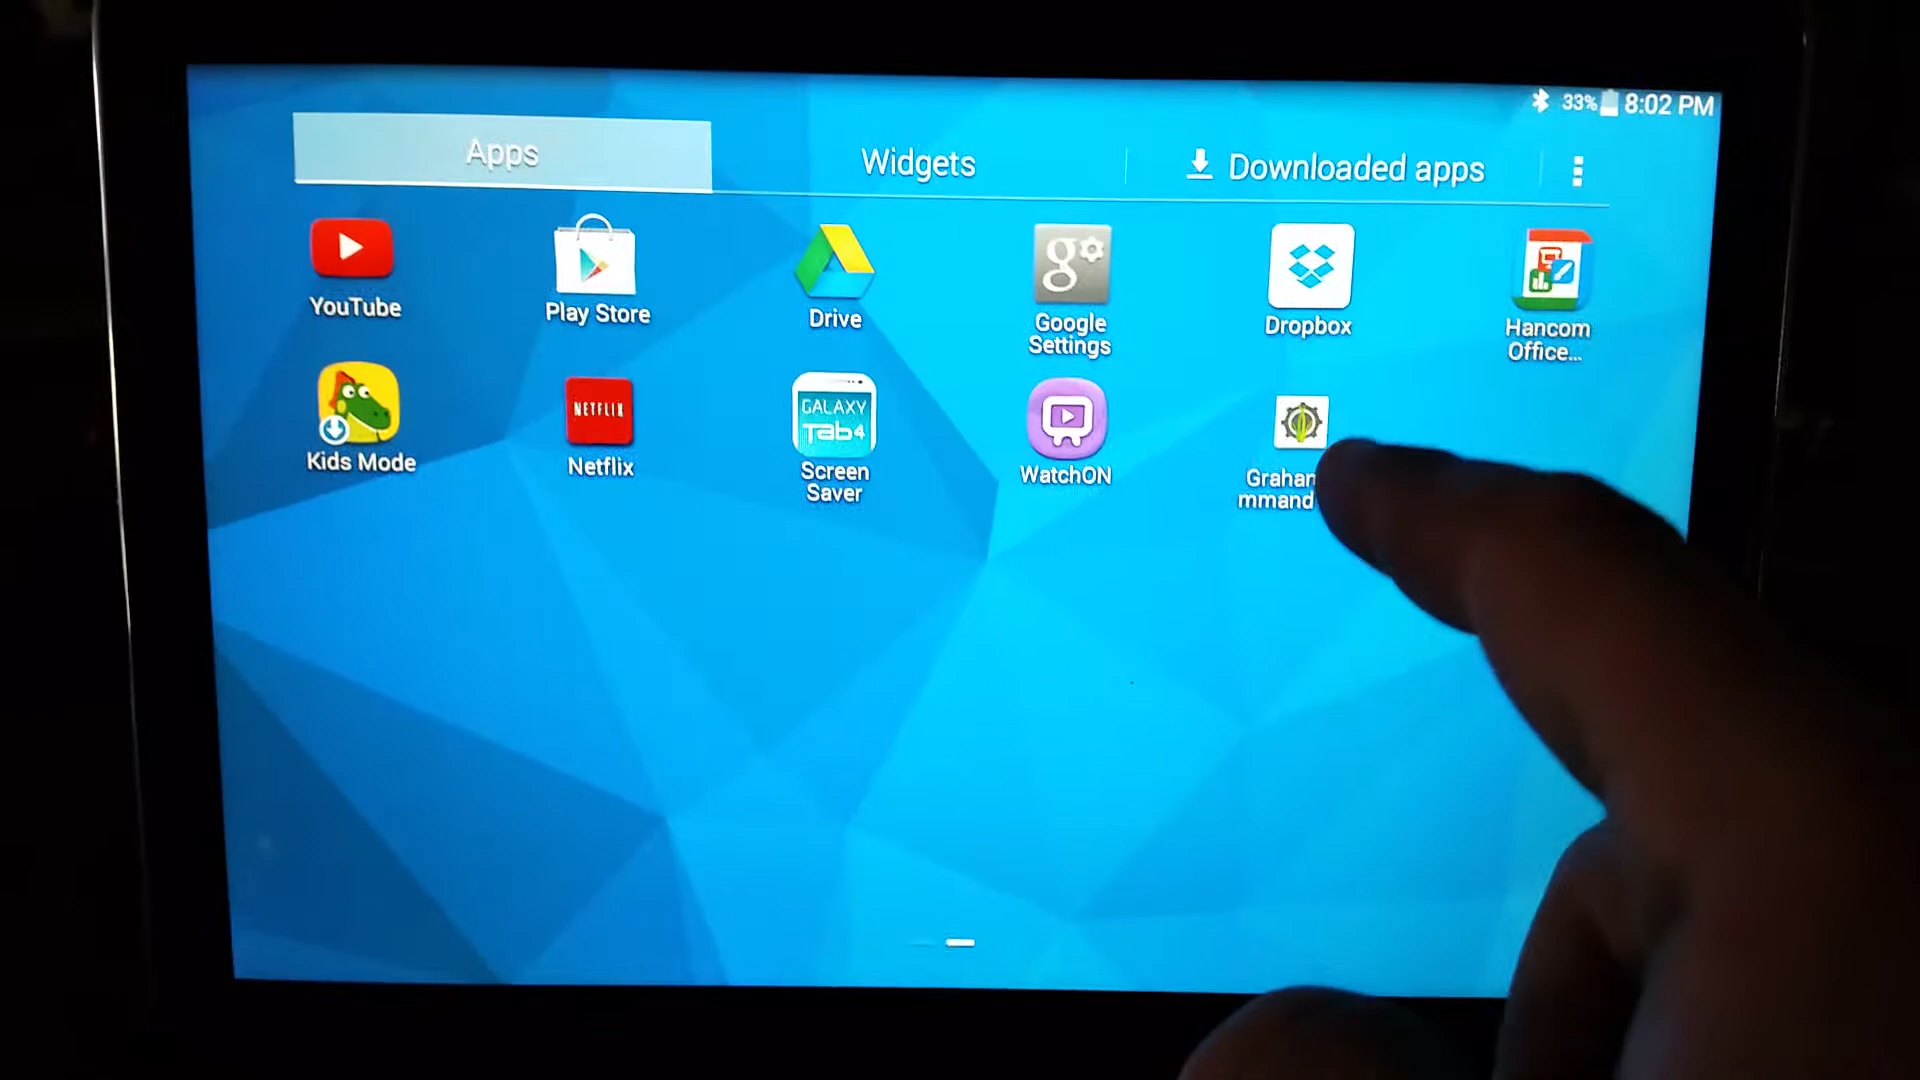 33% 8:02 PM
Apps Widgets Downloaded apps
YouTube
Play Store
Drive
Google
Settings
Dropbox
Hancom
Office...
Kids Mode
NETFLIX
Netflix
GALAXY
Tab4
Screen
Saver
WatchON